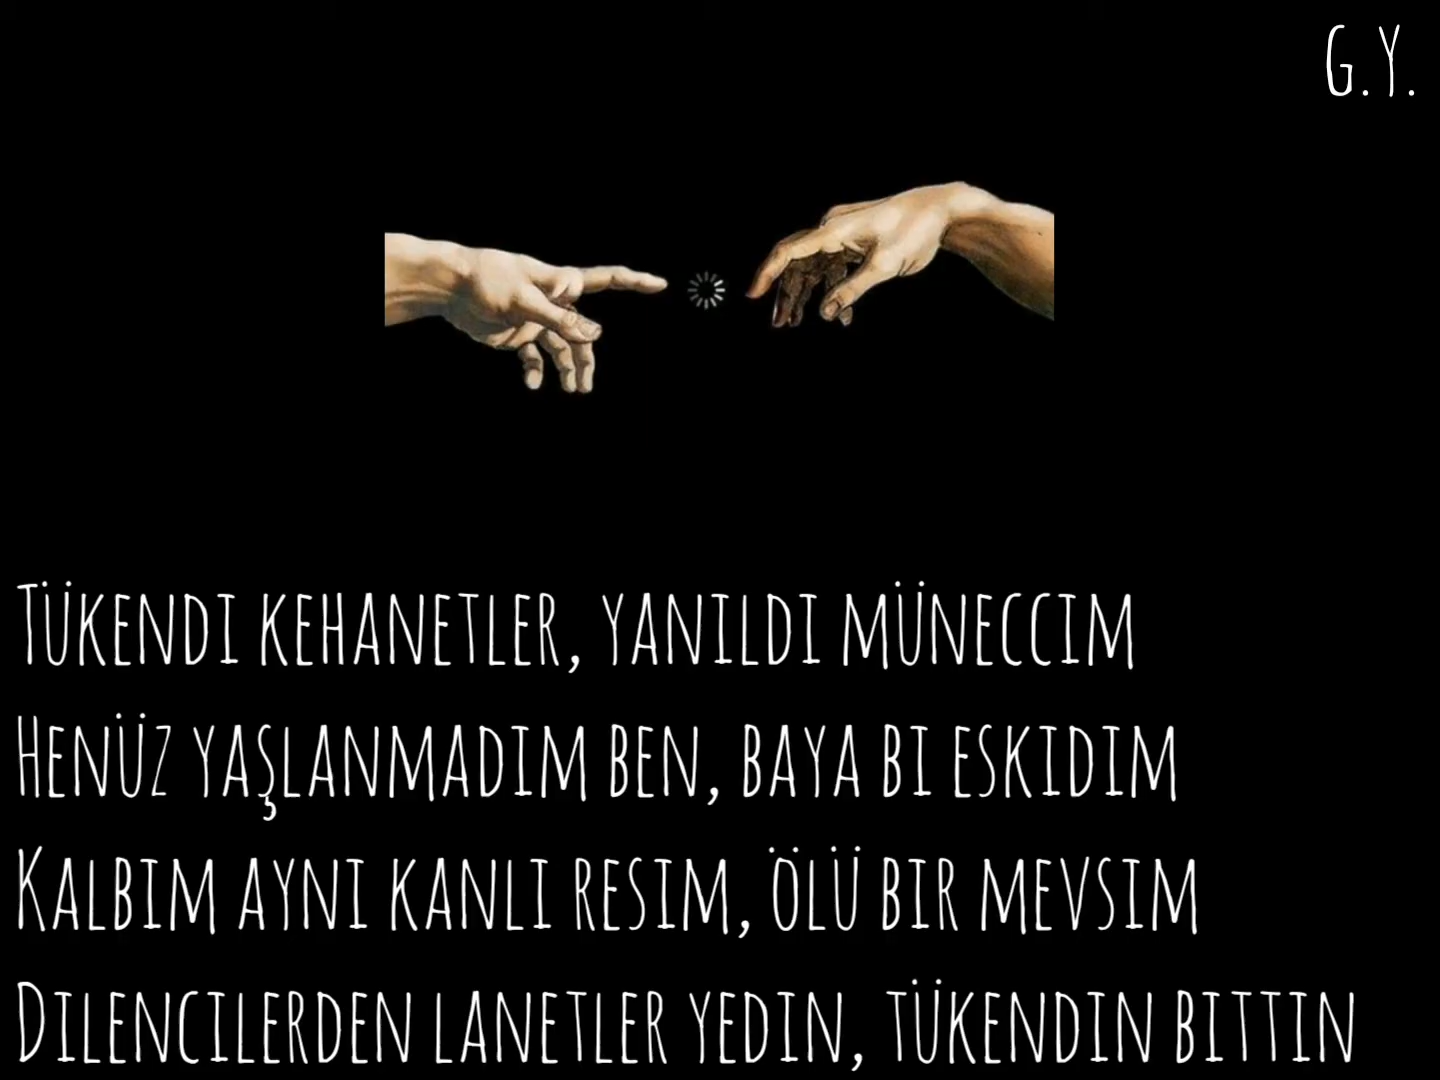 G.Y.
Tükendi kehanetler, yanıldı müneccim
Henüz yaşlanmadım ben, baya bi eskidim
Kalbim aynı kanlı resim, ölü bir mevsim
Dilencilerden lanetler yedin, tükendin bittin